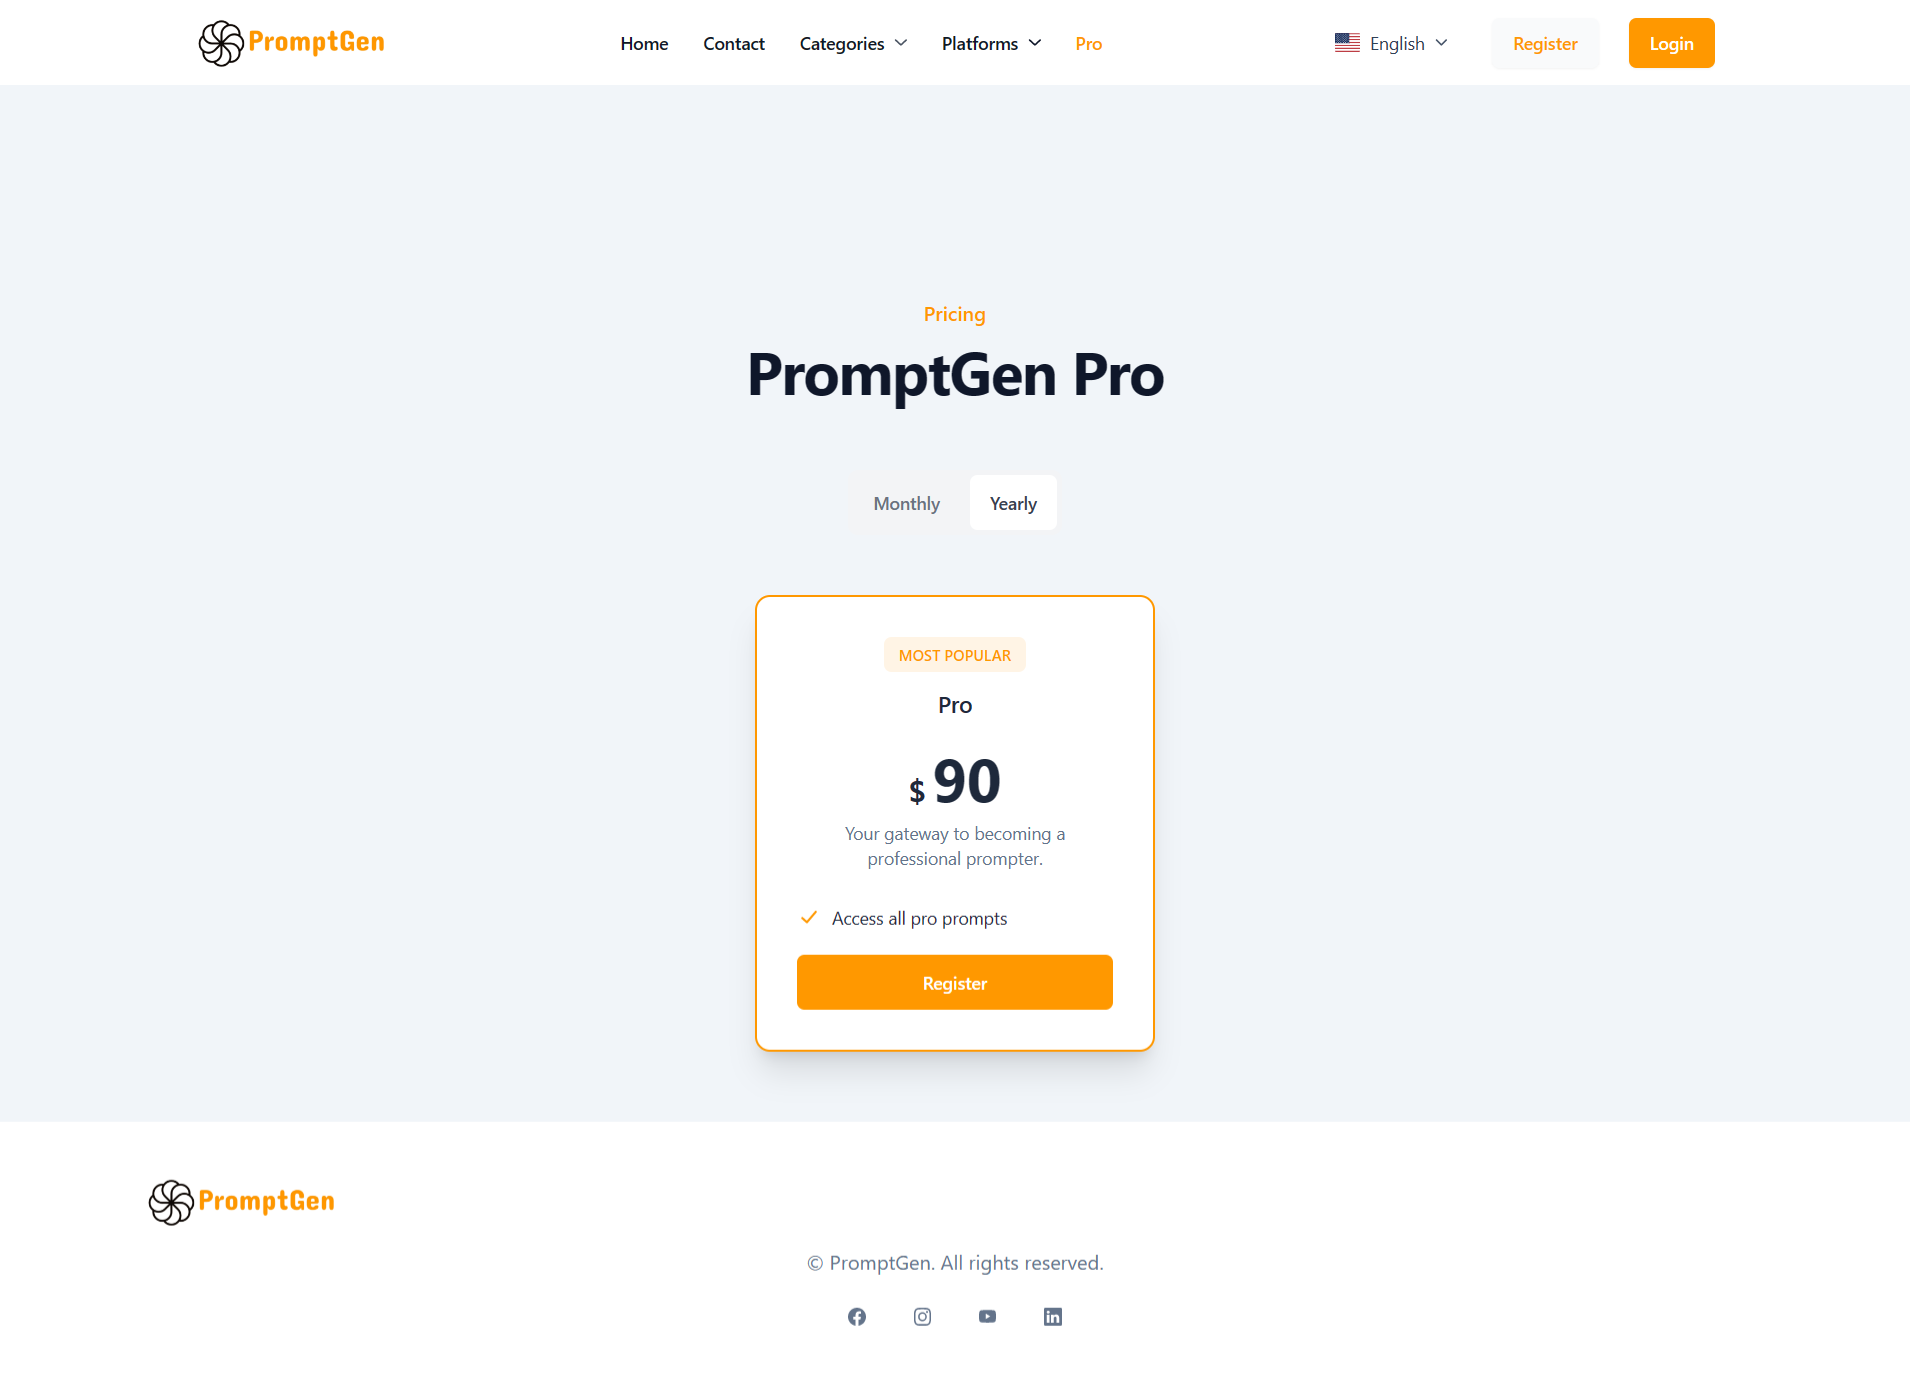 PromptGen
Home
Contact
Categories
Platforms
Pro
English
Register
Login
Pricing
PromptGen Pro
Monthly
Yearly
MOST POPULAR
Pro
$ 90
Your gateway to becoming a
professional prompter.
Access all pro prompts
Register
PromptGen
© PromptGen. All rights reserved.